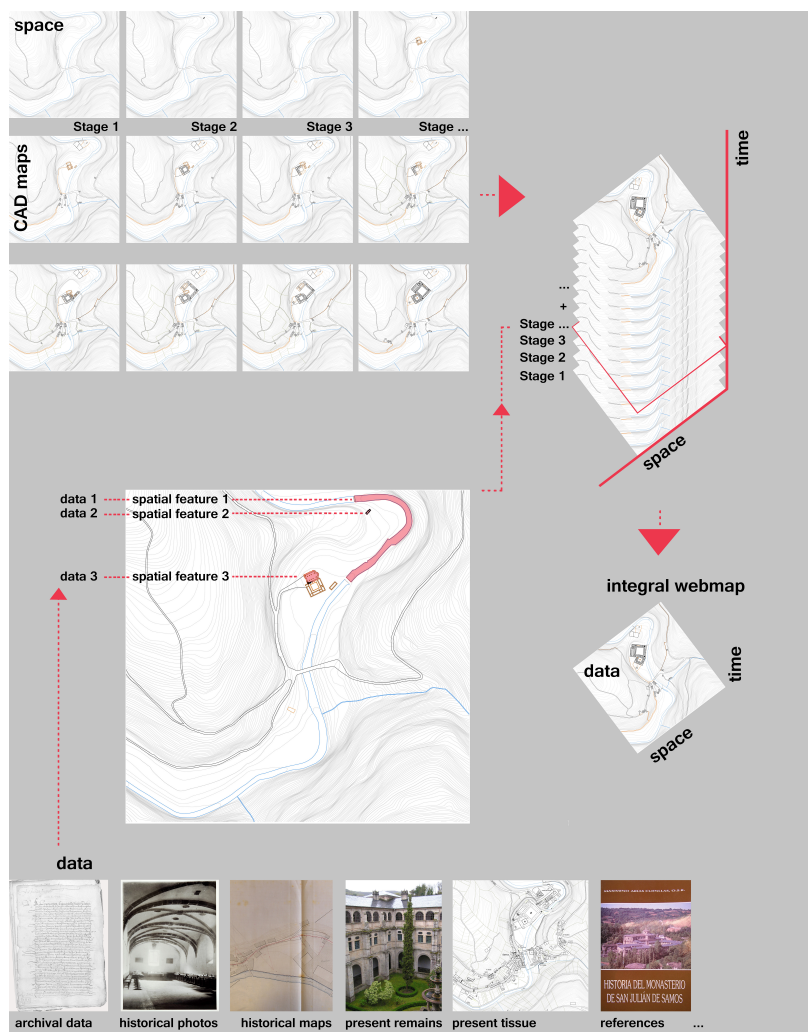 space
Stage 1
Stage 2
Stage 3
Stage ...
CAD maps
time
...
+
Stage ...
Stage 3
Stage 2
Stage 1
space
data 1
spatial feature 1
data 2
spatial feature 2
data 3
spatial feature 3
integral webmap
data
time
space
data
HISTORIA DEL MONASTERIO
DE SAN JULIÁN DE SAMOS
archival data
historical photos
historical maps
present remains
present tissue
references
...